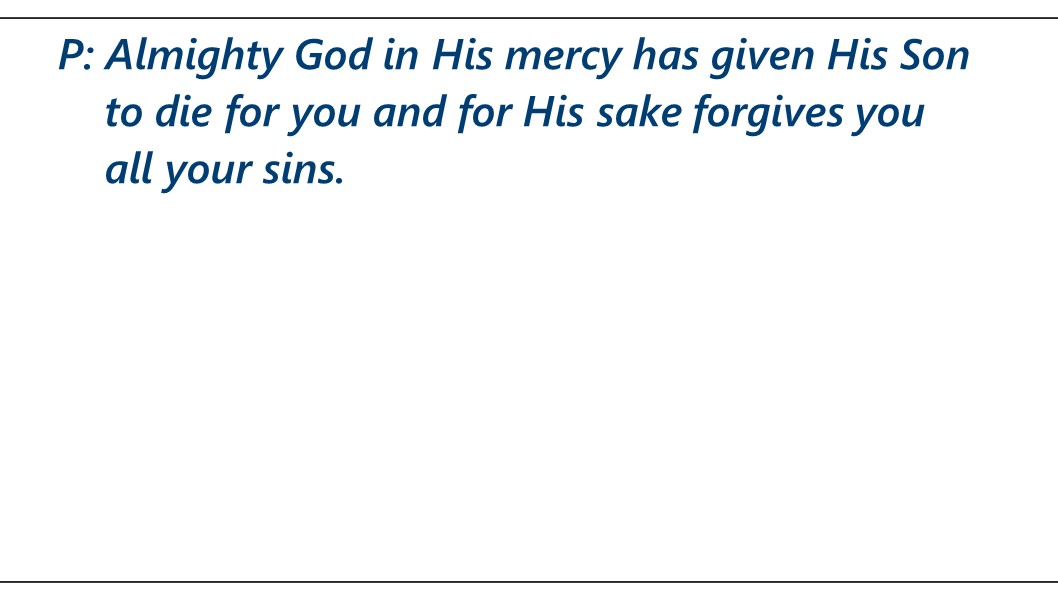 P: Almighty God in His mercy has given His Son
to die for you and for His sake forgives you
all your sins.